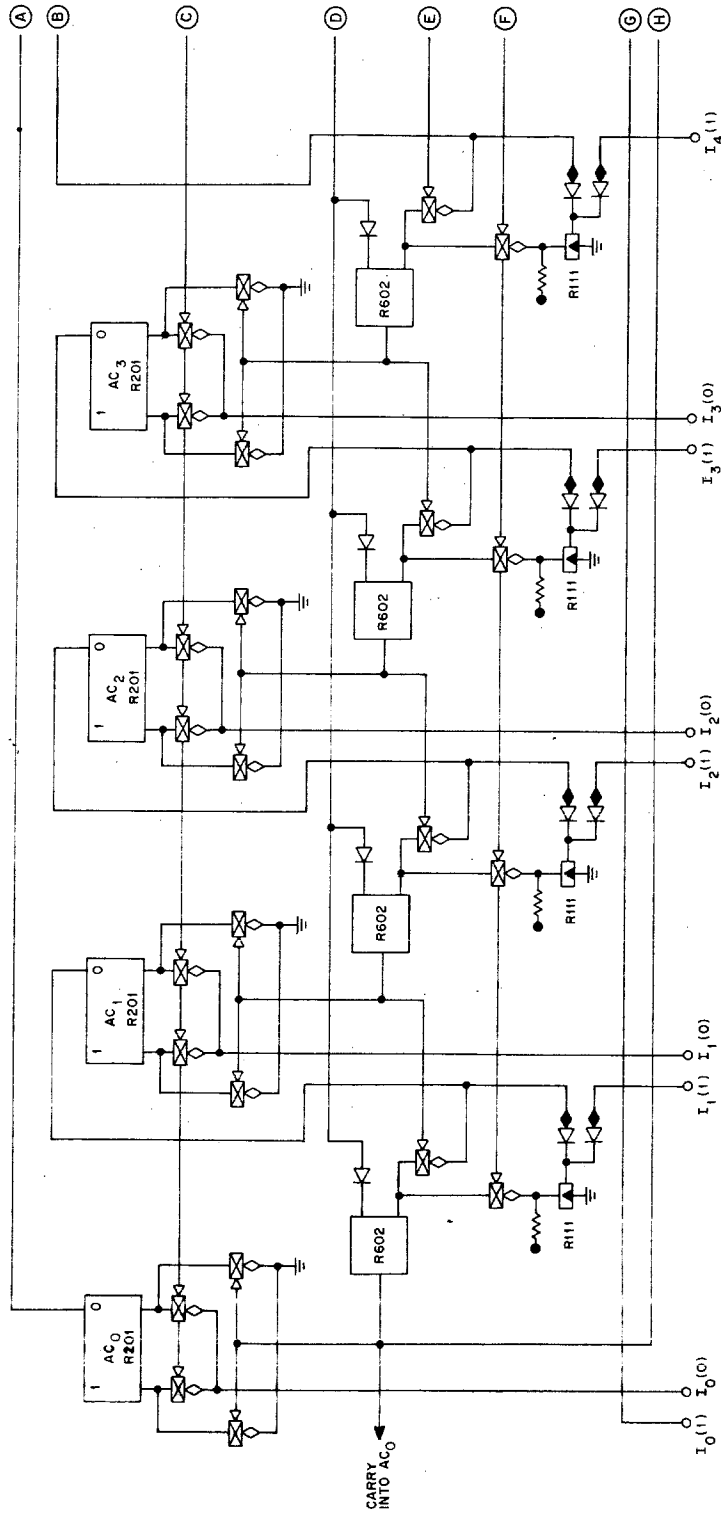 A
B
C
D
E
F
G
H
0
AC3
R201
1
0
AC2
R201
1
0
AC1
R201
1
0
AC0
R201
1
R602
R602
R602
R602
R111
R111
R111
R111
CARRY
INTO AC0
I0(1)
I0(0)
I1(1)
I1(0)
I2(1)
I2(0)
I3(1)
I3(0)
I4(1)